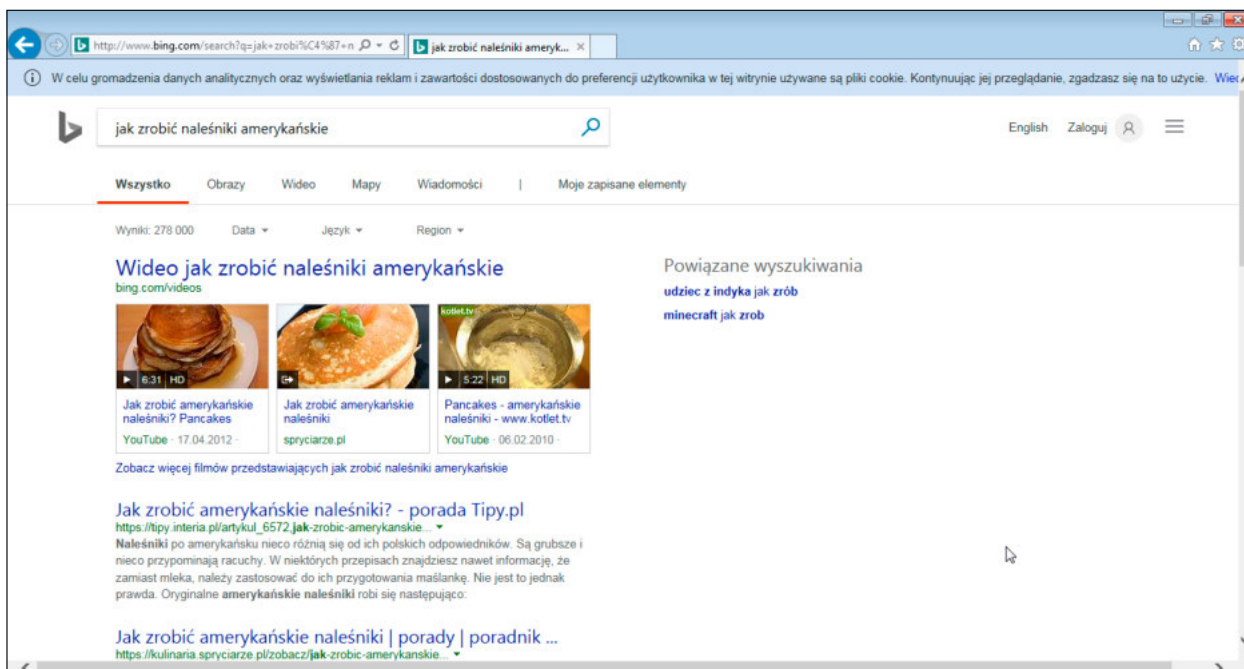 http://www.bing.com/search?q=jak+zrobi%C4%87+n
jak zrobić naleśniki ameryk...
W celu gromadzenia danych analitycznych oraz wyświetlania reklam i zawartości dostosowanych do preferencji użytkownika w tej witrynie używane są pliki cookie. Kontynuując jej przeglądanie, zgadzasz się na to użycie.
jak zrobić naleśniki amerykańskie
English Zaloguj
Wszystko Obrazy Wideo Mapy Wiadomości | Moje zapisane elementy
Wyniki: 278 000 Data Język Region
Wideo jak zrobić naleśniki amerykańskie
bing.com/videos
6:31 HD
Jak zrobić amerykańskie
naleśniki? Pancakes
YouTube · 17.04.2012 ·
Jak zrobić amerykańskie
naleśniki
spryciarze.pl
kotlet.tv
5:22 HD
Pancakes - amerykańskie
naleśniki - www.kotlet.tv
YouTube · 06.02.2010 ·
Zobacz więcej filmów przedstawiających jak zrobić naleśniki amerykańskie
Jak zrobić amerykańskie naleśniki? - porada Tipy.pl
https://tipy.interia.pl/artykul_6572,jak-zrobic-amerykanskie...
Naleśniki po amerykańsku nieco różnią się od ich polskich odpowiedników. Są grubsze i
nieco przypominają racuchy. W niektórych przepisach znajdziesz nawet informację, że
zamiast mleka, należy zastosować do ich przygotowania maślankę. Nie jest to jednak
prawda. Oryginalne amerykańskie naleśniki robi się następująco:
Jak zrobić amerykańskie naleśniki | porady | poradnik ...
https://kulinaria.spryciarze.pl/zobacz/jak-zrobic-amerykanskie...
Powiązane wyszukiwania
udziec z indyka jak zrób
minecraft jak zrob